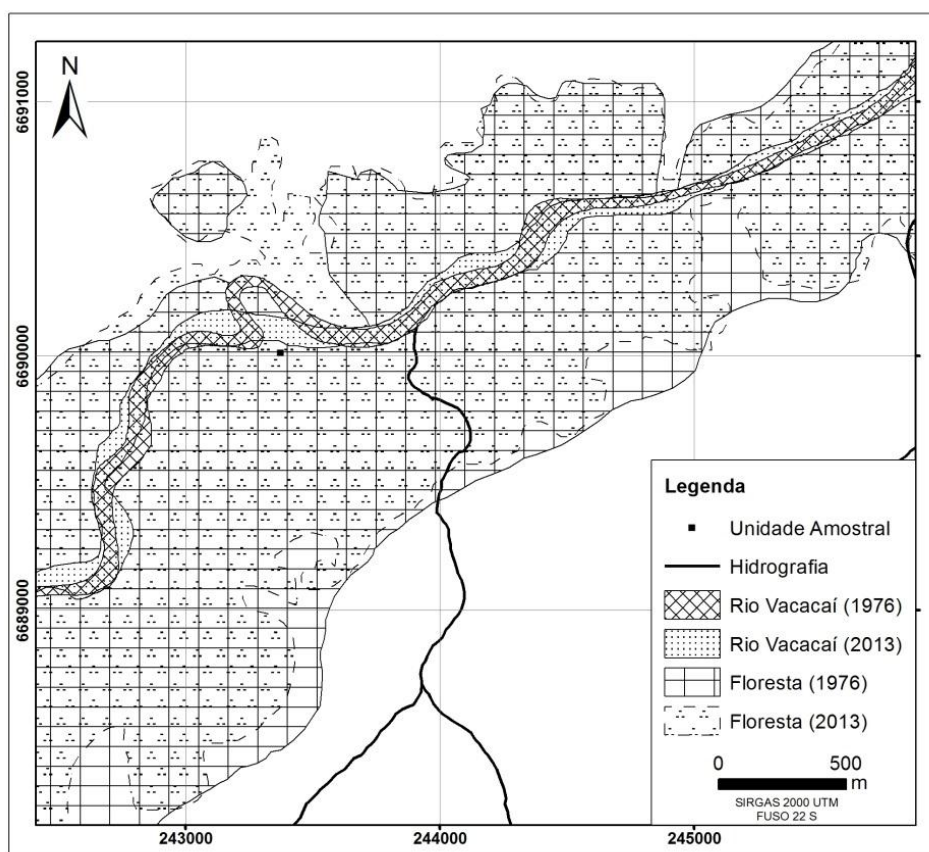 N
6691000
6690000
6689000
243000
244000
245000
Legenda
Unidade Amostral
Hidrografia
Rio Vacacaí (1976)
Rio Vacacaí (2013)
Floresta (1976)
Floresta (2013)
0 500
m
SIRGAS 2000 UTM
FUSO 22 S